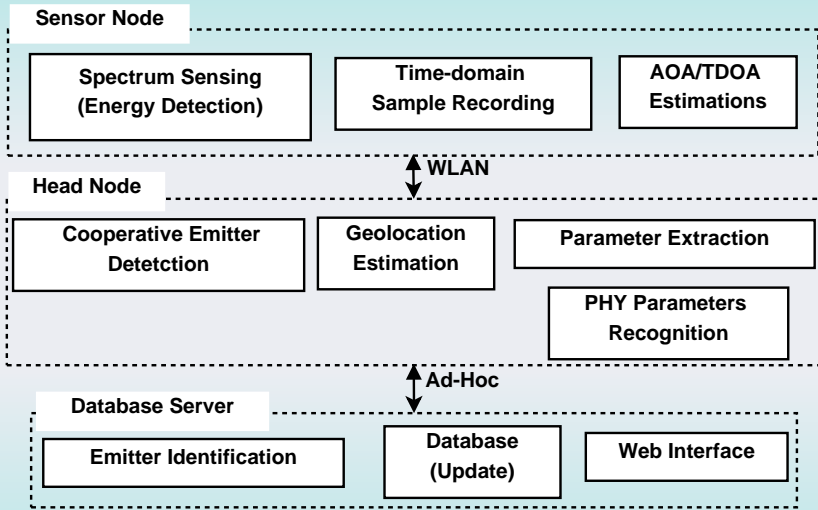 Sensor Node
Spectrum Sensing
(Energy Detection)
Time-domain
Sample Recording
AOA/TDOA
Estimations
WLAN
Head Node
Cooperative Emitter
Detetction
Geolocation
Estimation
Parameter Extraction
PHY Parameters
Recognition
Ad-Hoc
Database Server
Emitter Identification
Database
(Update)
Web Interface